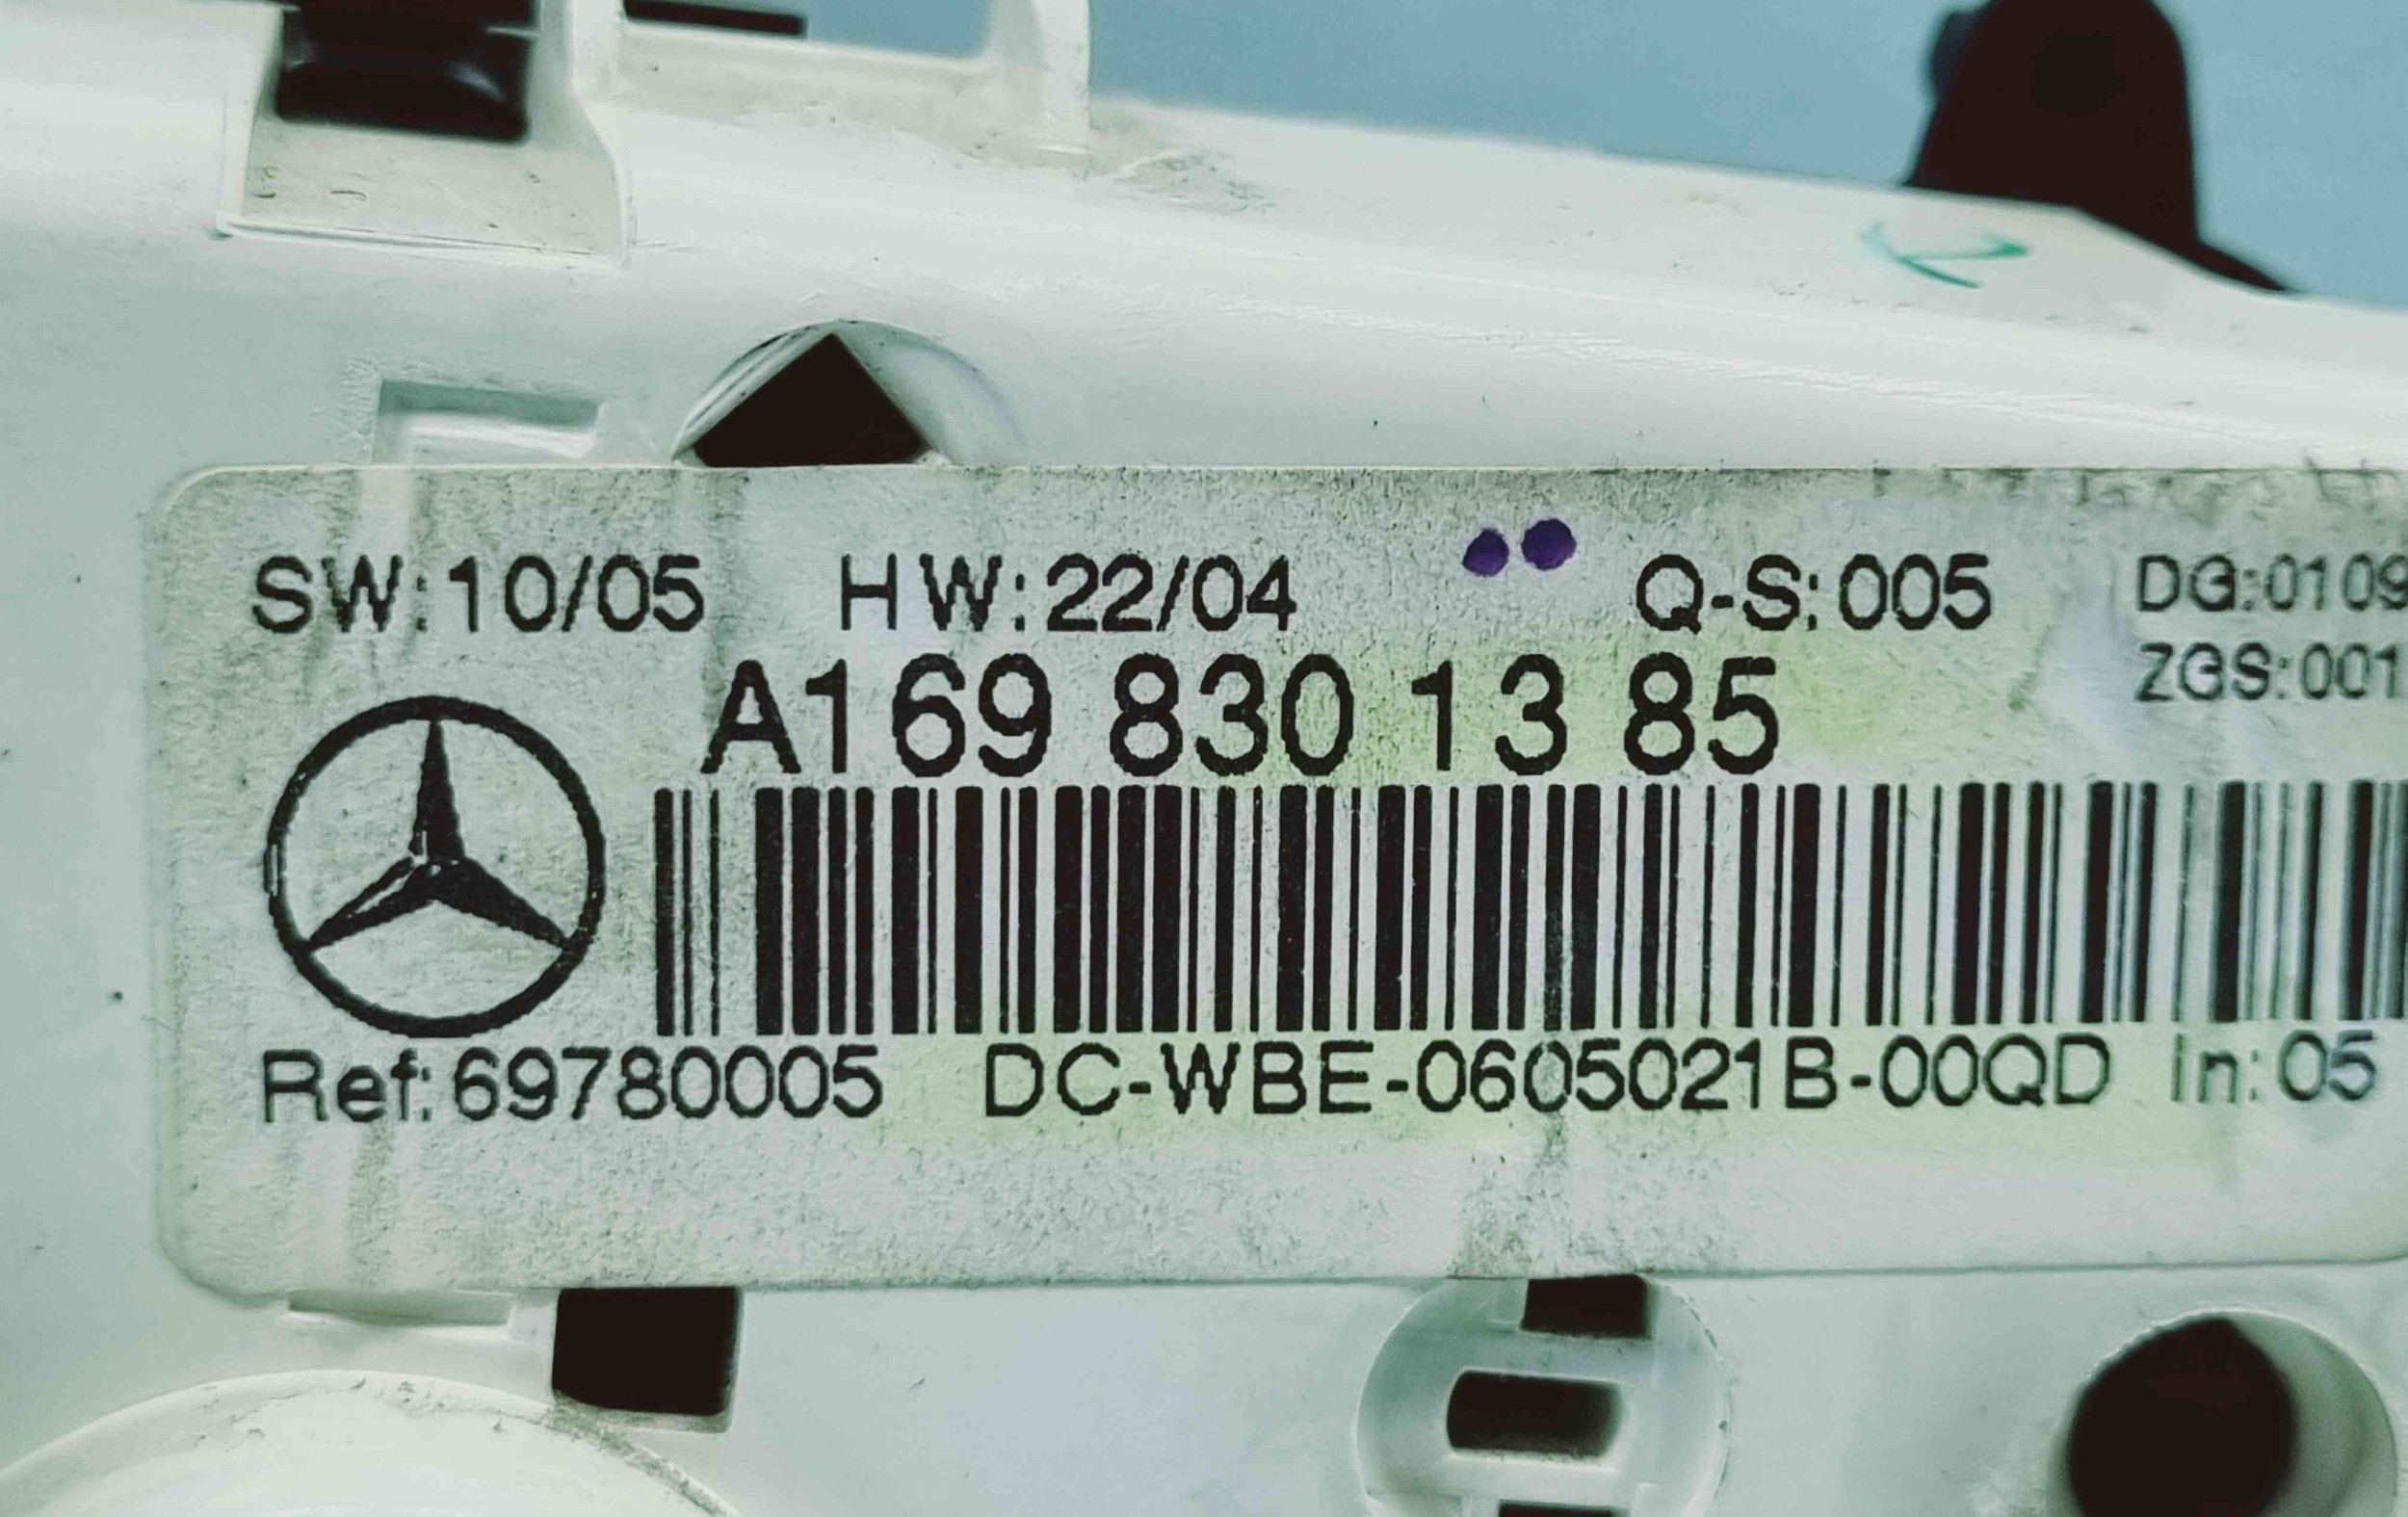 SW:10/05 HW:22/04 Q-S:005 DG:0109
ZGS:001
A169 830 13 85
Ref:69780005 DC-WBE-0605021B-00QD In:05